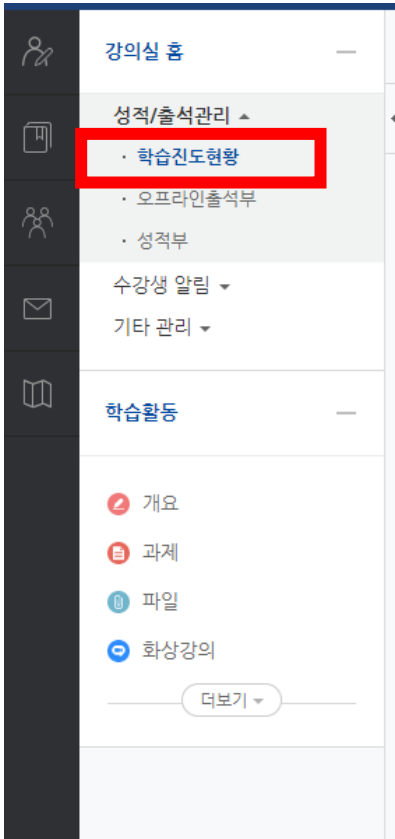 강의실 홈
성적/출석관리
· 학습진도현황
· 오프라인출석부
· 성적부
수강생 알림
기타 관리
학습활동
개요
과제
파일
화상강의
더보기